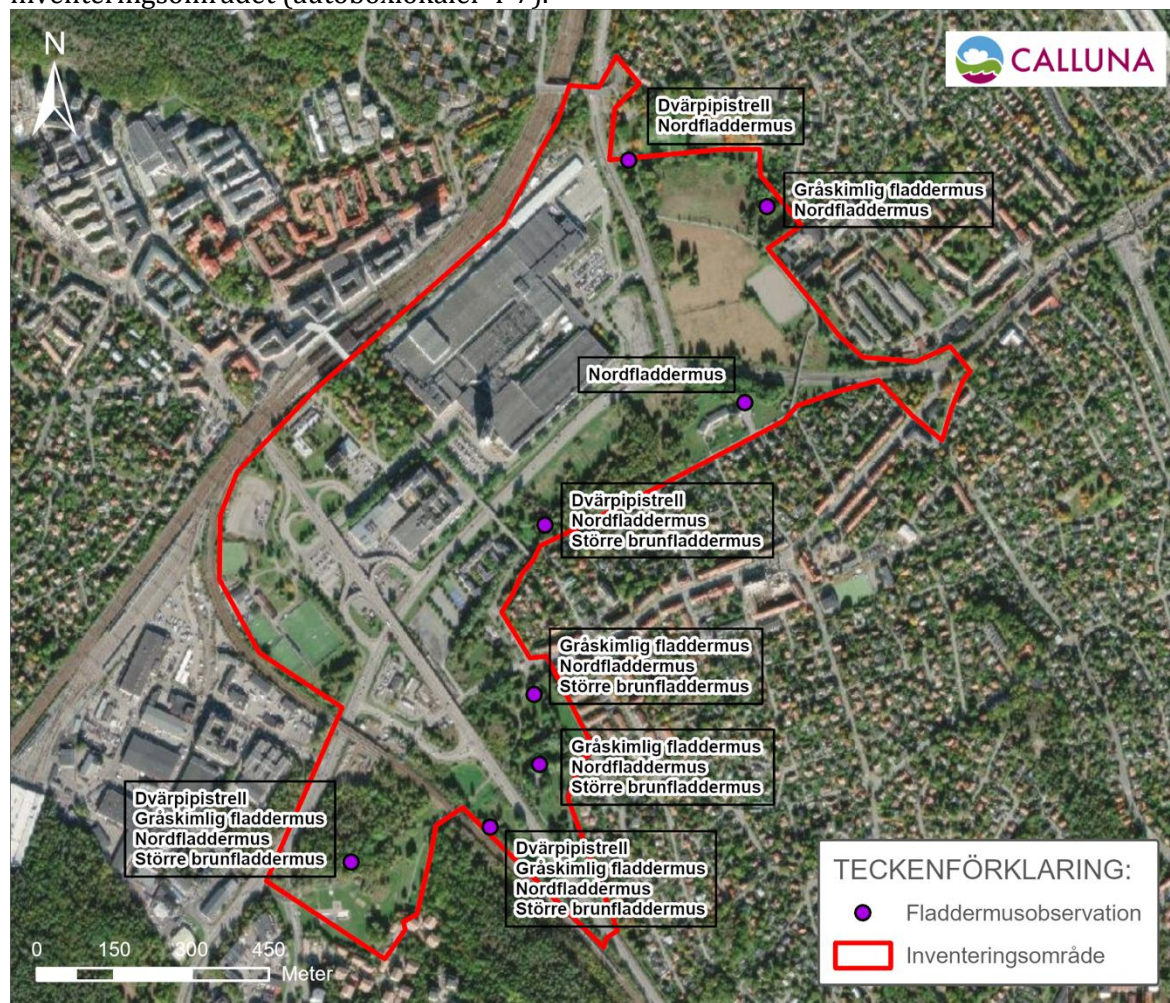 inventeringsområdet (autoboxlokaler 1-7).
N
CALLUNA
Dvärgpipistrell
Nordfladdermus
Gråskimlig fladdermus
Nordfladdermus
Nordfladdermus
Dvärpipistrell
Nordfladdermus
Större brunfladdermus
Gråskimlig fladdermus
Nordfladdermus
Större brunfladdermus
Gråskimlig fladdermus
Nordfladdermus
Större brunfladdermus
Dvärpipistrell
Gråskimlig fladdermus
Nordfladdermus
Större brunfladdermus
Dvärpipistrell
Gråskimlig fladdermus
Nordfladdermus
Större brunfladdermus
TECKENFÖRKLARING:
Fladdermusobservation
Inventeringsområde
0 150 300 450
Meter